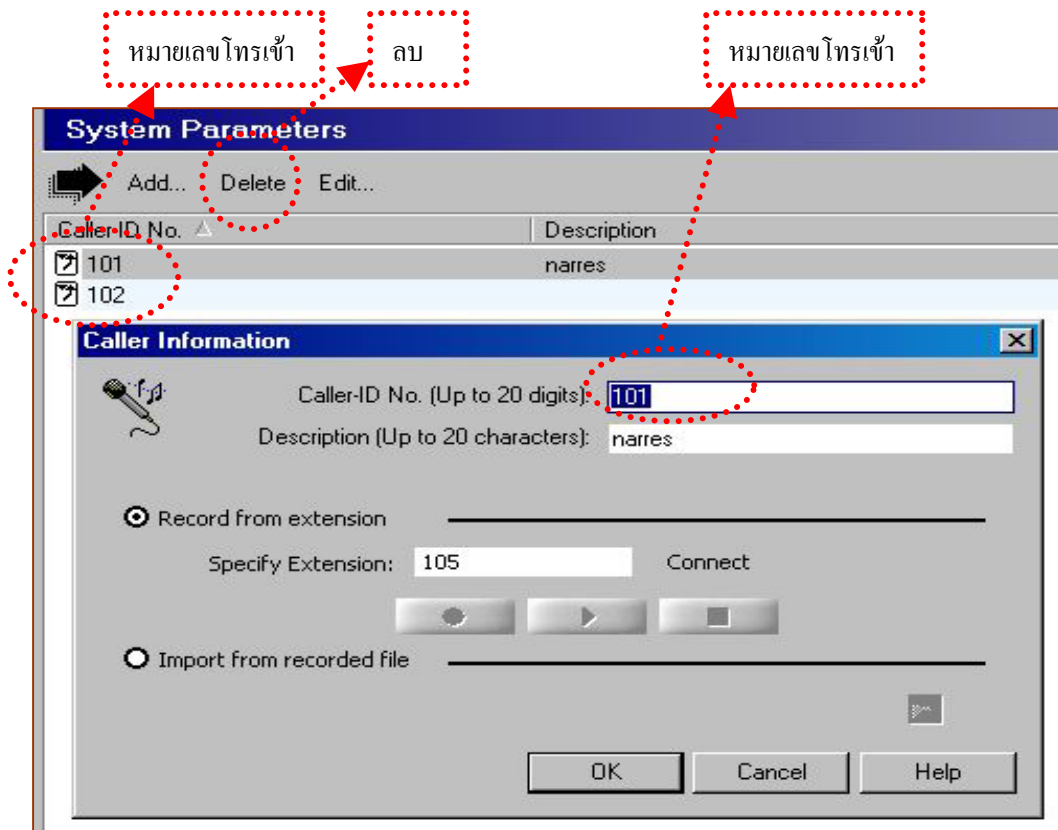 หมายเลขโทรเข้า ลบ หมายเลขโทรเข้า
System Parameters
Add... Delete Edit...
Caller-ID No. Description
101 narres
102
Caller Information
Caller-ID No. (Up to 20 digits): 101
Description (Up to 20 characters): narres
Record from extension
Specify Extension: 105 Connect
Import from recorded file
OK Cancel Help